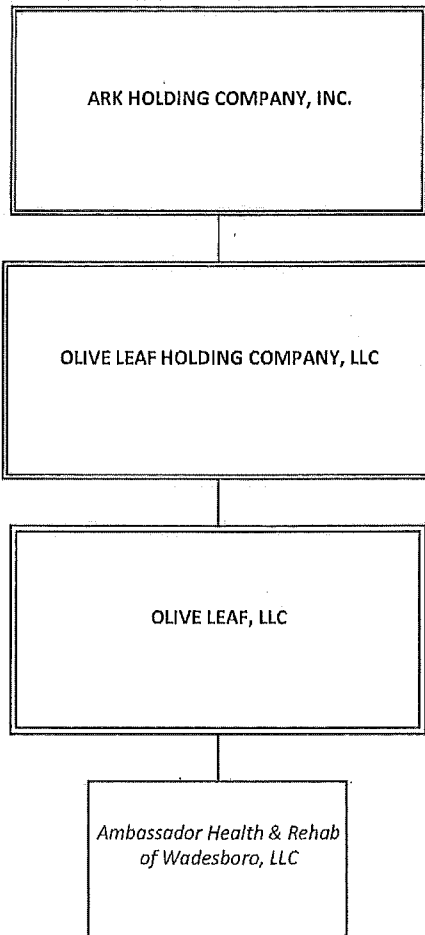 ARK HOLDING COMPANY, INC.
OLIVE LEAF HOLDING COMPANY, LLC
OLIVE LEAF, LLC
Ambassador Health & Rehab
of Wadesboro, LLC